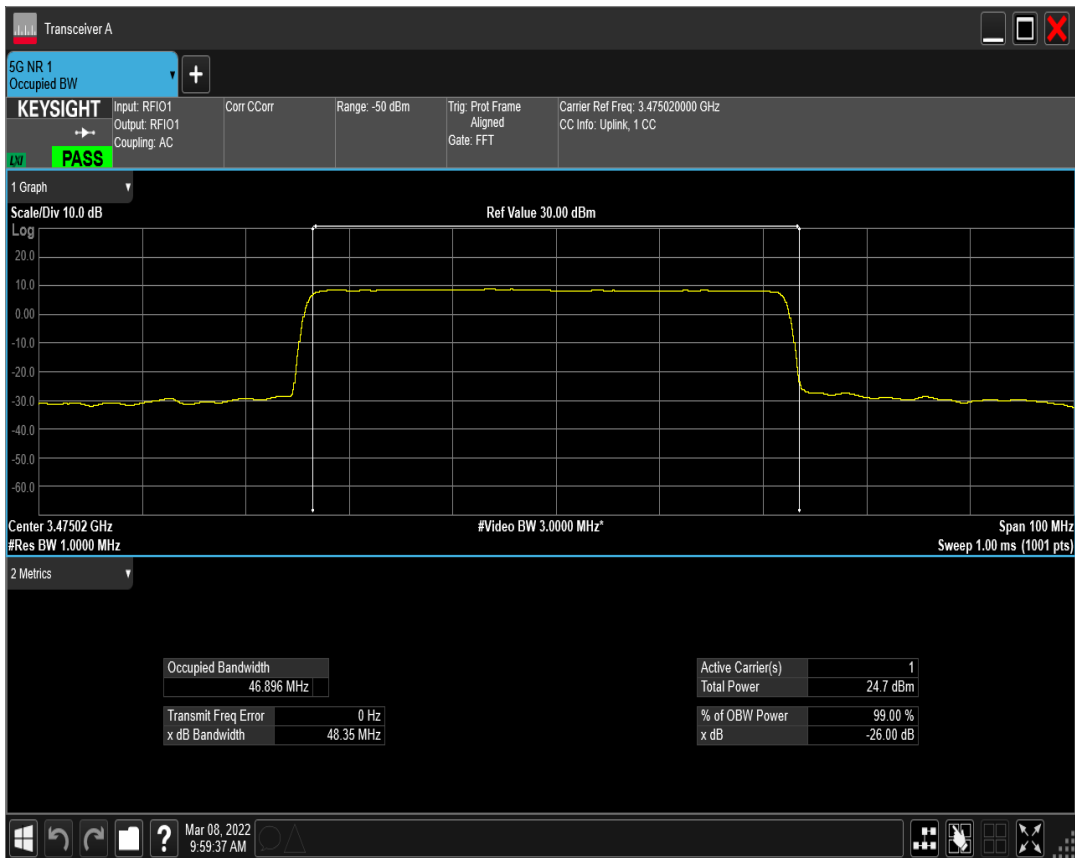 Transceiver A
5G NR 1
Occupied BW
+
KEYSIGHT
LXI
PASS
Input: RFIO1
Output: RFIO1
Coupling: AC
Corr CCorr
Range: -50 dBm
Trig: Prot Frame
Aligned
Gate: FFT
Carrier Ref Freq: 3.475020000 GHz
CC Info: Uplink, 1 CC
1 Graph
Scale/Div 10.0 dB
Ref Value 30.00 dBm
Log
20.0
10.0
0.00
-10.0
-20.0
-30.0
-40.0
-50.0
-60.0
Center 3.47502 GHz
#Video BW 3.0000 MHz*
Span 100 MHz
#Res BW 1.0000 MHz
Sweep 1.00 ms (1001 pts)
2 Metrics
Occupied Bandwidth
46.896 MHz
Transmit Freq Error 0 Hz
x dB Bandwidth 48.35 MHz
Active Carrier(s) 1
Total Power 24.7 dBm
% of OBW Power 99.00 %
x dB -26.00 dB
?
Mar 08, 2022
9:59:37 AM